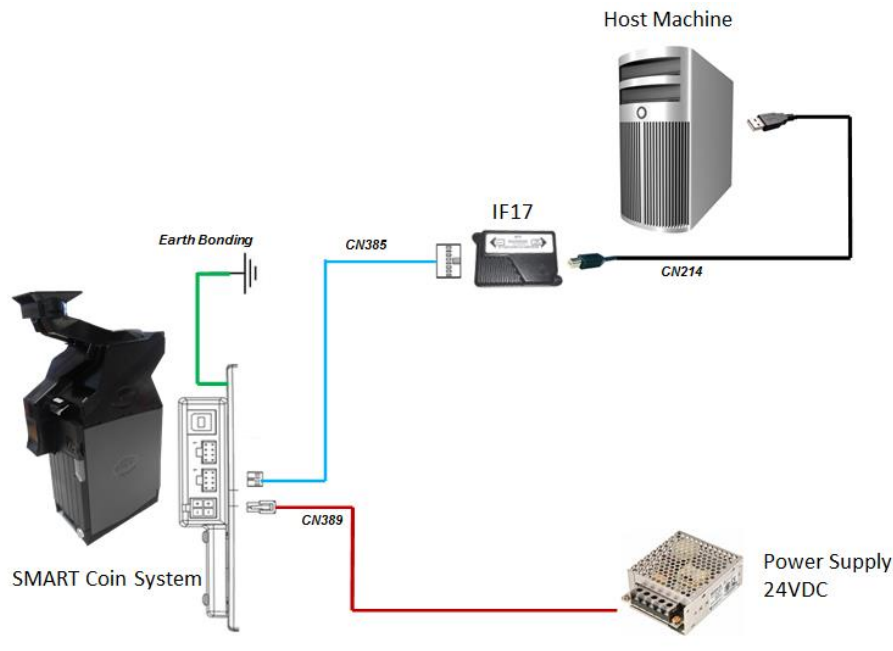 Host Machine
IF17
Earth Bonding
CN385
CN214
CN389
SMART Coin System
Power Supply
24VDC